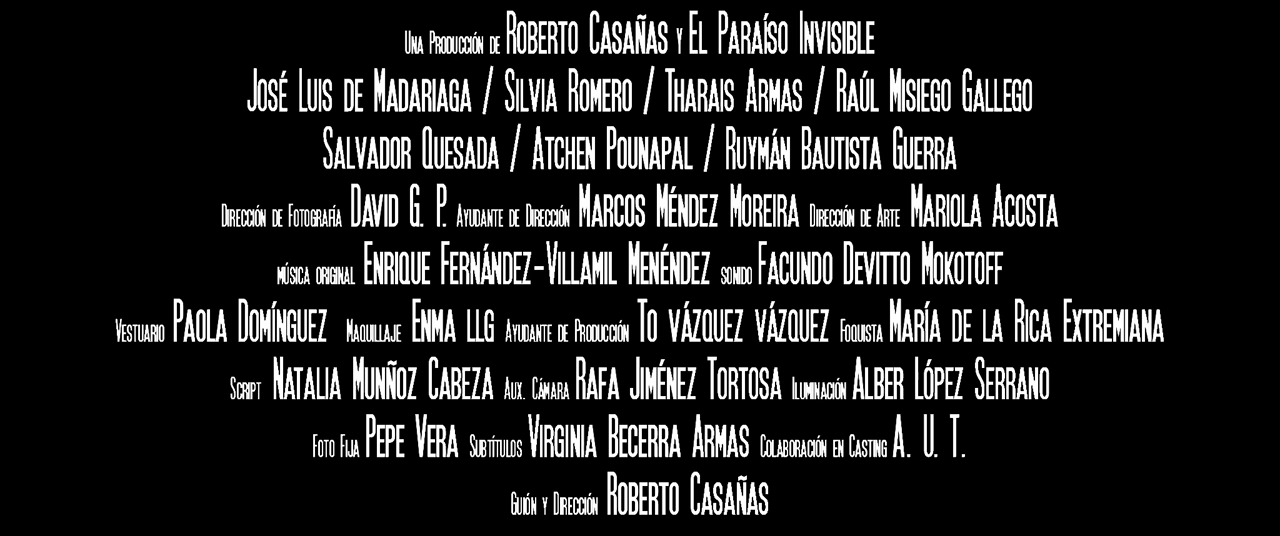 Una Producción de Roberto Casañas y El Paraíso Invisible
José Luis de Madariaga / Silvia Romero / Tharais Armas / Raúl Misiego Gallego
Salvador Quesada / Atchen Pounapal / Ruymán Bautista Guerra
Dirección de Fotografía David G. P. Ayudante de Dirección Marcos Méndez Moreira Dirección de Arte Mariola Acosta
música original Enrique Fernández-Villamil Menéndez sonido Facundo Devitto Mokotoff
Vestuario Paola Domínguez Maquillaje Enma llg Ayudante de Producción To vázquez vázquez Foquista María de la Rica Extremiana
Script Natalia Munñoz Cabeza Aux. Cámara Rafa Jiménez Tortosa Iluminación Alber López Serrano
Foto Fija Pepe Vera Subtítulos Virginia Becerra Armas Colaboración en Casting A. U. T.
Guión y Dirección Roberto Casañas